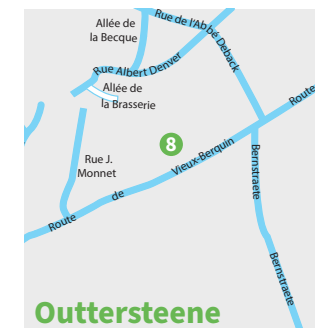 Allée de
la Becque
Rue de l'Abbé Deback
Rue Albert Denver
Allée de
la Brasserie
Route
8
Rue J.
Monnet
Vieux-Berquin
Bernstraete
de
Route
Bernstraete
Outtersteene